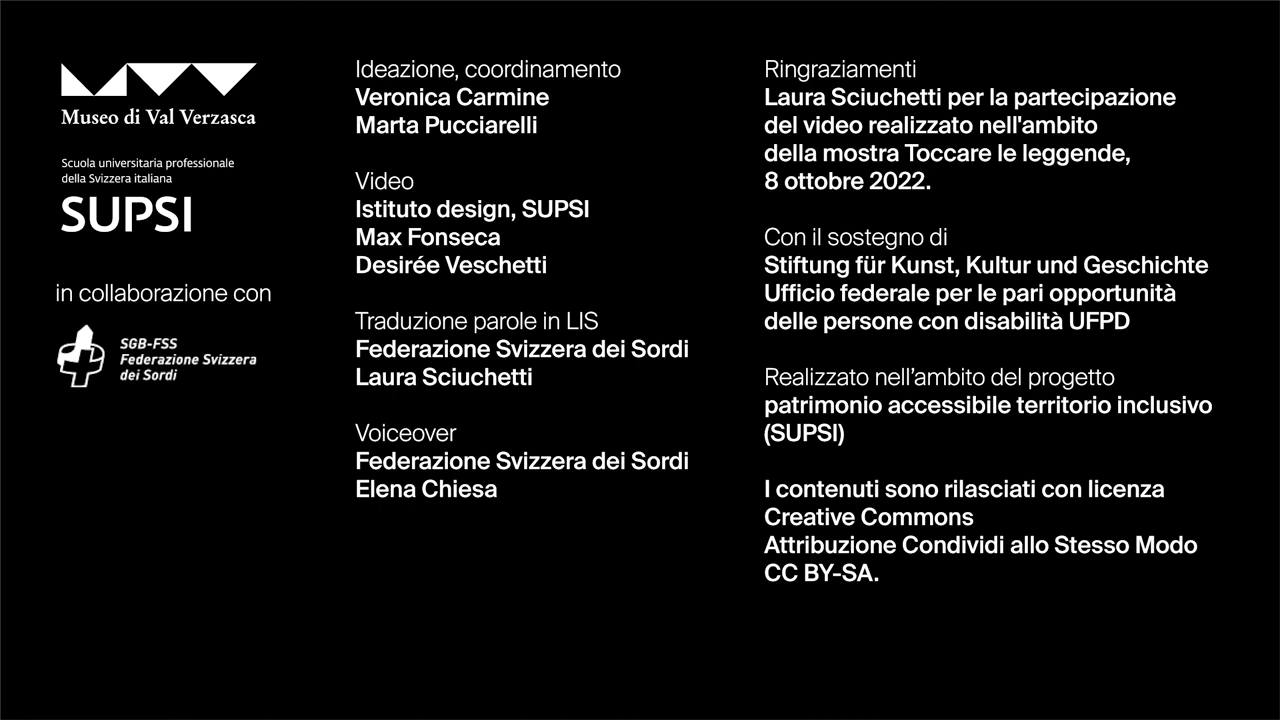 Museo di Val Verzasca
Scuola universitaria professionale
della Svizzera italiana
SUPSI
in collaborazione con
SGB-FSS
Federazione Svizzera
dei Sordi
Ideazione, coordinamento
Veronica Carmine
Marta Pucciarelli
Video
Istituto design, SUPSI
Max Fonseca
Desirée Veschetti
Traduzione parole in LIS
Federazione Svizzera dei Sordi
Laura Sciuchetti
Voiceover
Federazione Svizzera dei Sordi
Elena Chiesa
Ringraziamenti
Laura Sciuchetti per la partecipazione
del video realizzato nell'ambito
della mostra Toccare le leggende,
8 ottobre 2022.
Con il sostegno di
Stiftung für Kunst, Kultur und Geschichte
Ufficio federale per le pari opportunità
delle persone con disabilità UFPD
Realizzato nell’ambito del progetto
patrimonio accessibile territorio inclusivo
(SUPSI)
I contenuti sono rilasciati con licenza
Creative Commons
Attribuzione Condividi allo Stesso Modo
CC BY-SA.